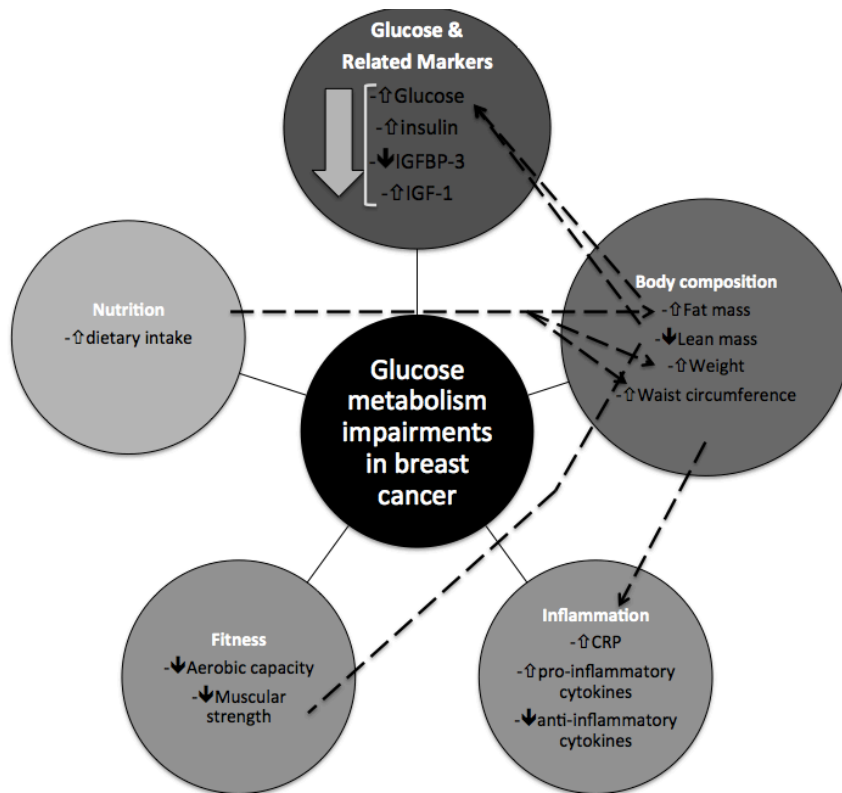 Glucose &
Related Markers
-⇧Glucose
-⇧insulin
-🡇IGFBP-3
-⇧IGF-1
Nutrition
-⇧dietary intake
Body composition
-⇧Fat mass
-🡇Lean mass
-⇧Weight
-⇧Waist circumference
Glucose
metabolism
impairments
in breast
cancer
Fitness
-🡇Aerobic capacity
-🡇Muscular
strength
Inflammation
-⇧CRP
-⇧pro-inflammatory
cytokines
-🡇anti-inflammatory
cytokines